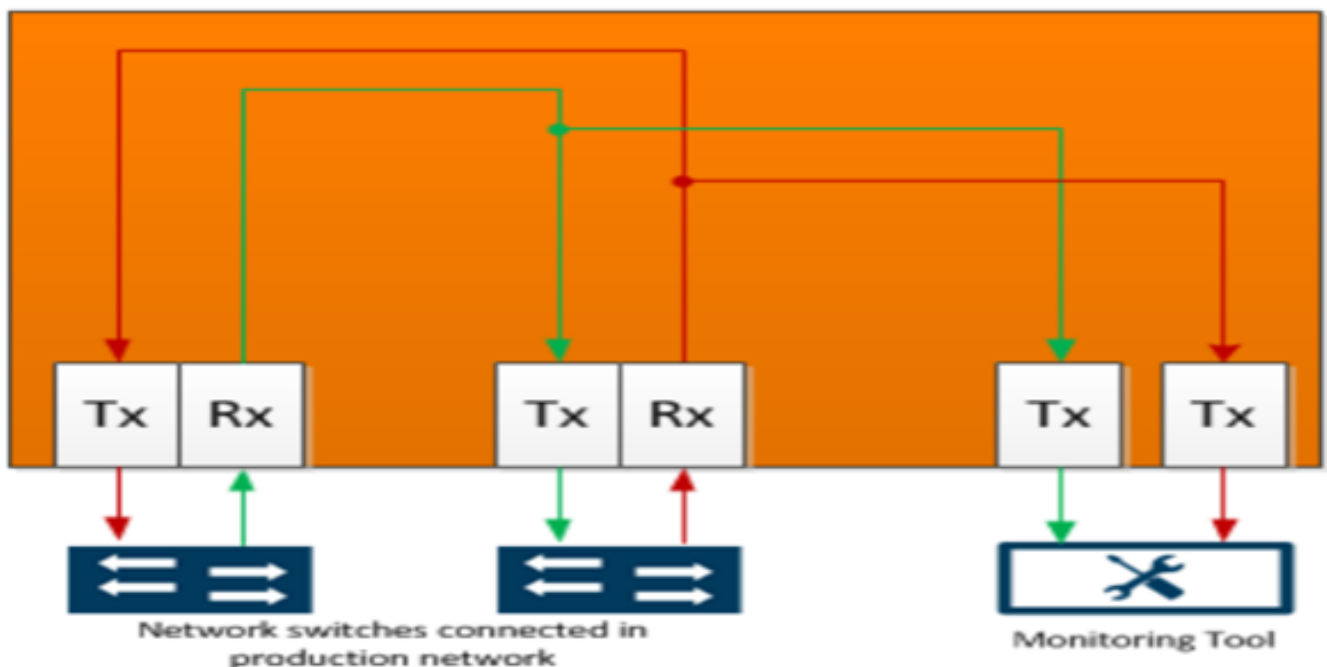 Tx Rx Tx Rx Tx Tx
Network switches connected in
production network
Monitoring Tool